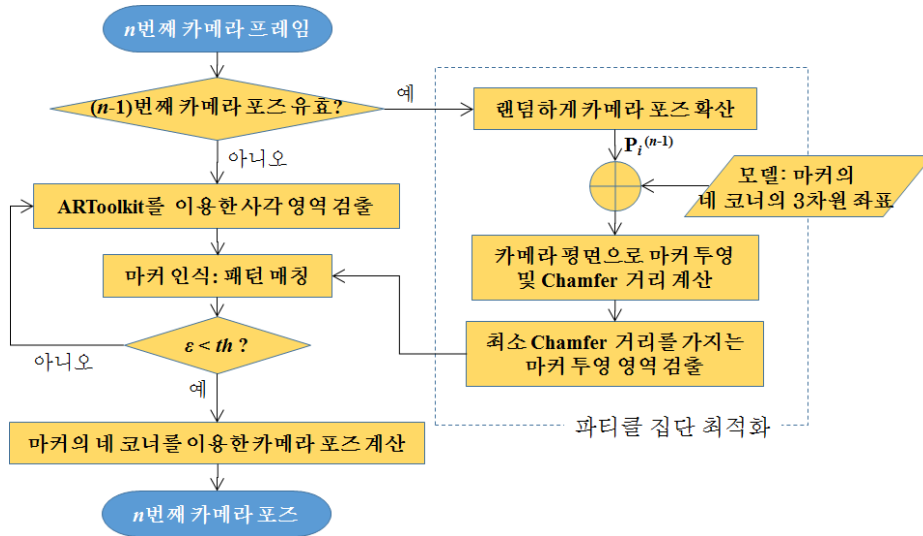 n번째 카메라 프레임
(n-1)번째 카메라 포즈 유효?
예
아니오
랜덤하게 카메라 포즈 확산
P_i^(n-1)
모델: 마커의
네 코너의 3차원 좌표
ARToolkit를 이용한 사각 영역 검출
카메라 평면으로 마커 투영
및 Chamfer 거리 계산
마커 인식: 패턴 매칭
최소 Chamfer 거리를 가지는
마커 투영 영역 검출
ε < th ?
아니오
예
파티클 집단 최적화
마커의 네 코너를 이용한 카메라 포즈 계산
n번째 카메라 포즈